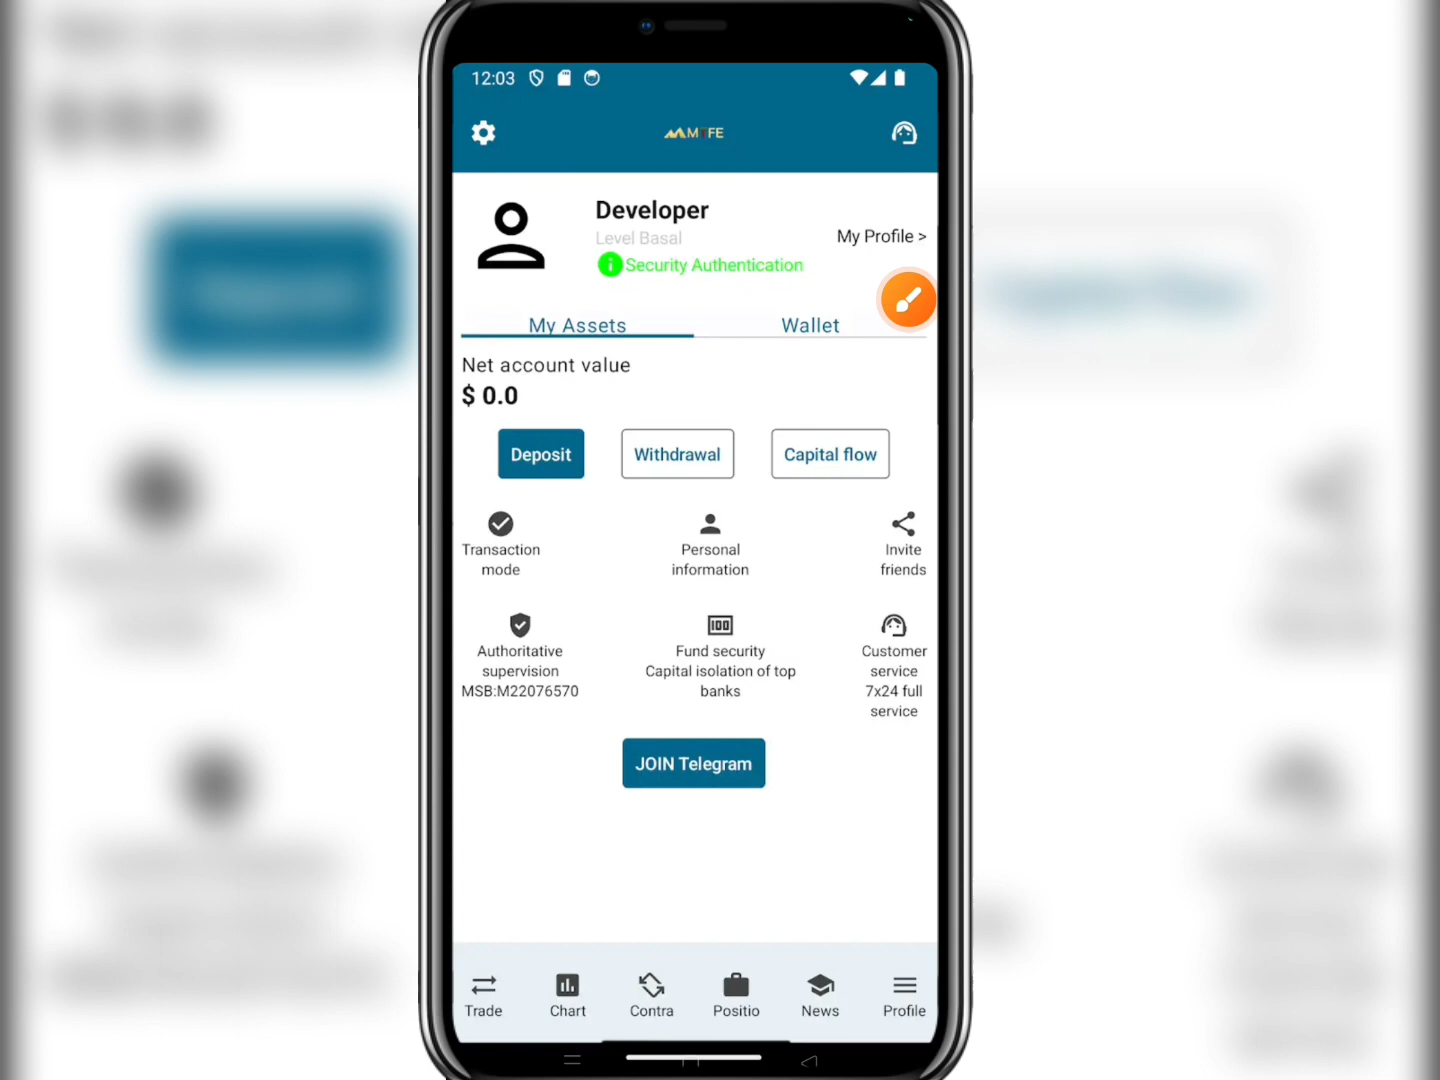 12:03
MTFE
Developer
Level Basal
My Profile >
Security Authentication
My Assets
Wallet
Net account value
$ 0.0
Deposit
Withdrawal
Capital flow
Transaction
mode
Personal
information
Invite
friends
Authoritative
supervision
MSB:M22076570
Fund security
Capital isolation of top
banks
Customer
service
7x24 full
service
JOIN Telegram
Trade
Chart
Contra
Positio
News
Profile